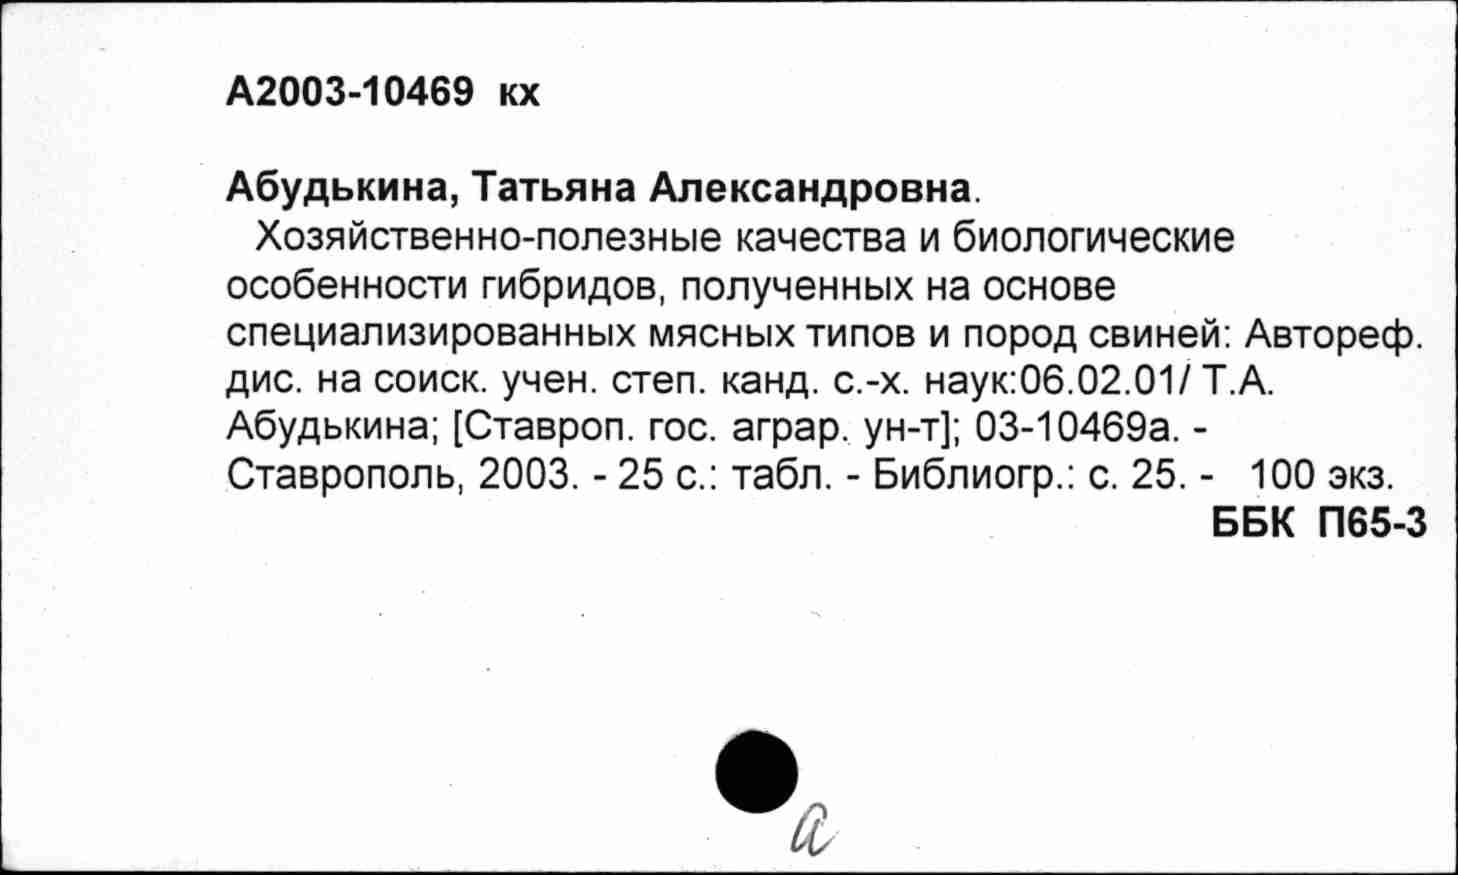 А2003-10469 кх
Абудькина, Татьяна Александровна.
Хозяйственно-полезные качества и биологические
особенности гибридов, полученных на основе
специализированных мясных типов и пород свиней: Автореф.
дис. на соиск. учен. степ. канд. с.-х. наук:06.02.01/ Т.А.
Абудькина; [Ставроп. гос. аграр. ун-т]; 03-10469а. -
Ставрополь, 2003. - 25 с.: табл. - Библиогр.: с. 25. - 100 экз.
ББК П65-3
а